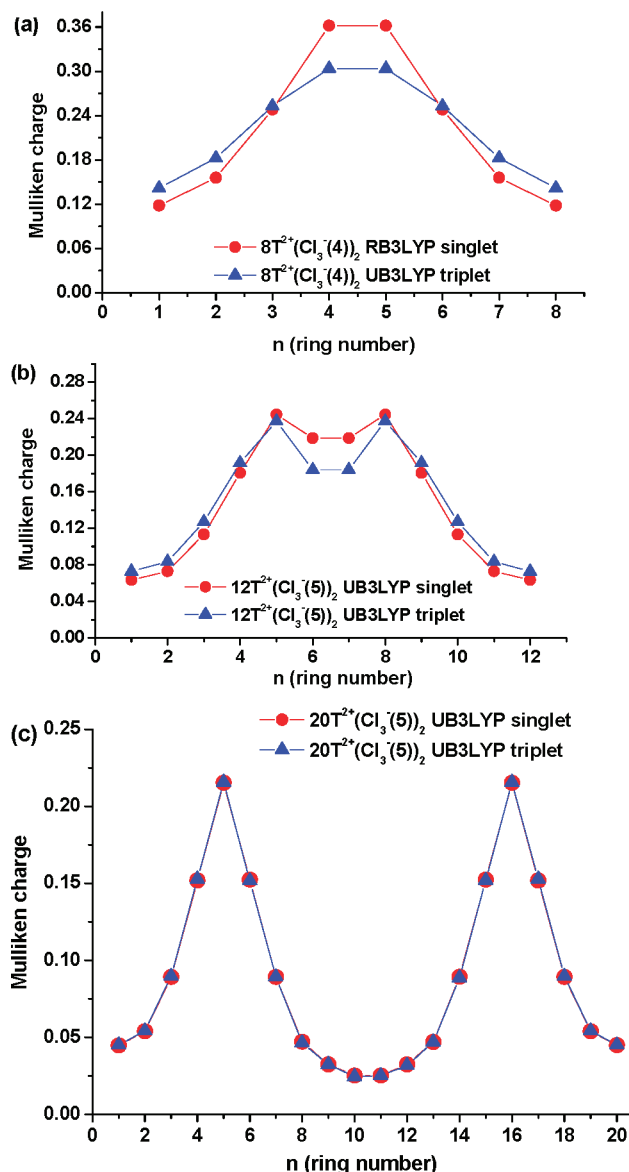 (a)
0.36
0.30
0.24
0.18
0.12
0.06
0.00
Mulliken charge
8T²⁺(Cl₃⁻(4))₂ RB3LYP singlet
8T²⁺(Cl₃⁻(4))₂ UB3LYP triplet
1 2 3 4 5 6 7 8
n (ring number)
(b)
0.28
0.24
0.20
0.16
0.12
0.08
0.04
0.00
Mulliken charge
12T²⁺(Cl₃⁻(5))₂ UB3LYP singlet
12T²⁺(Cl₃⁻(5))₂ UB3LYP triplet
0 2 4 6 8 10 12
n (ring number)
(c)
20T²⁺(Cl₃⁻(5))₂ UB3LYP singlet
20T²⁺(Cl₃⁻(5))₂ UB3LYP triplet
0.25
0.20
0.15
0.10
0.05
0.00
Mulliken charge
0 2 4 6 8 10 12 14 16 18 20
n (ring number)